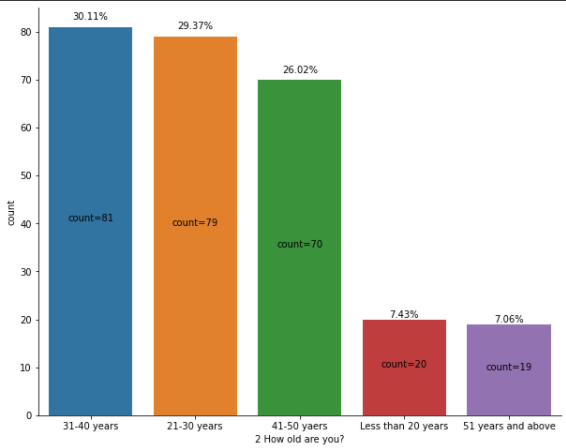 30.11%
29.37%
26.02%
7.43%
7.06%
count=81
count=79
count=70
count=20
count=19
80
70
60
50
40
30
20
10
0
count
31-40 years
21-30 years
41-50 yaers
Less than 20 years
51 years and above
2 How old are you?